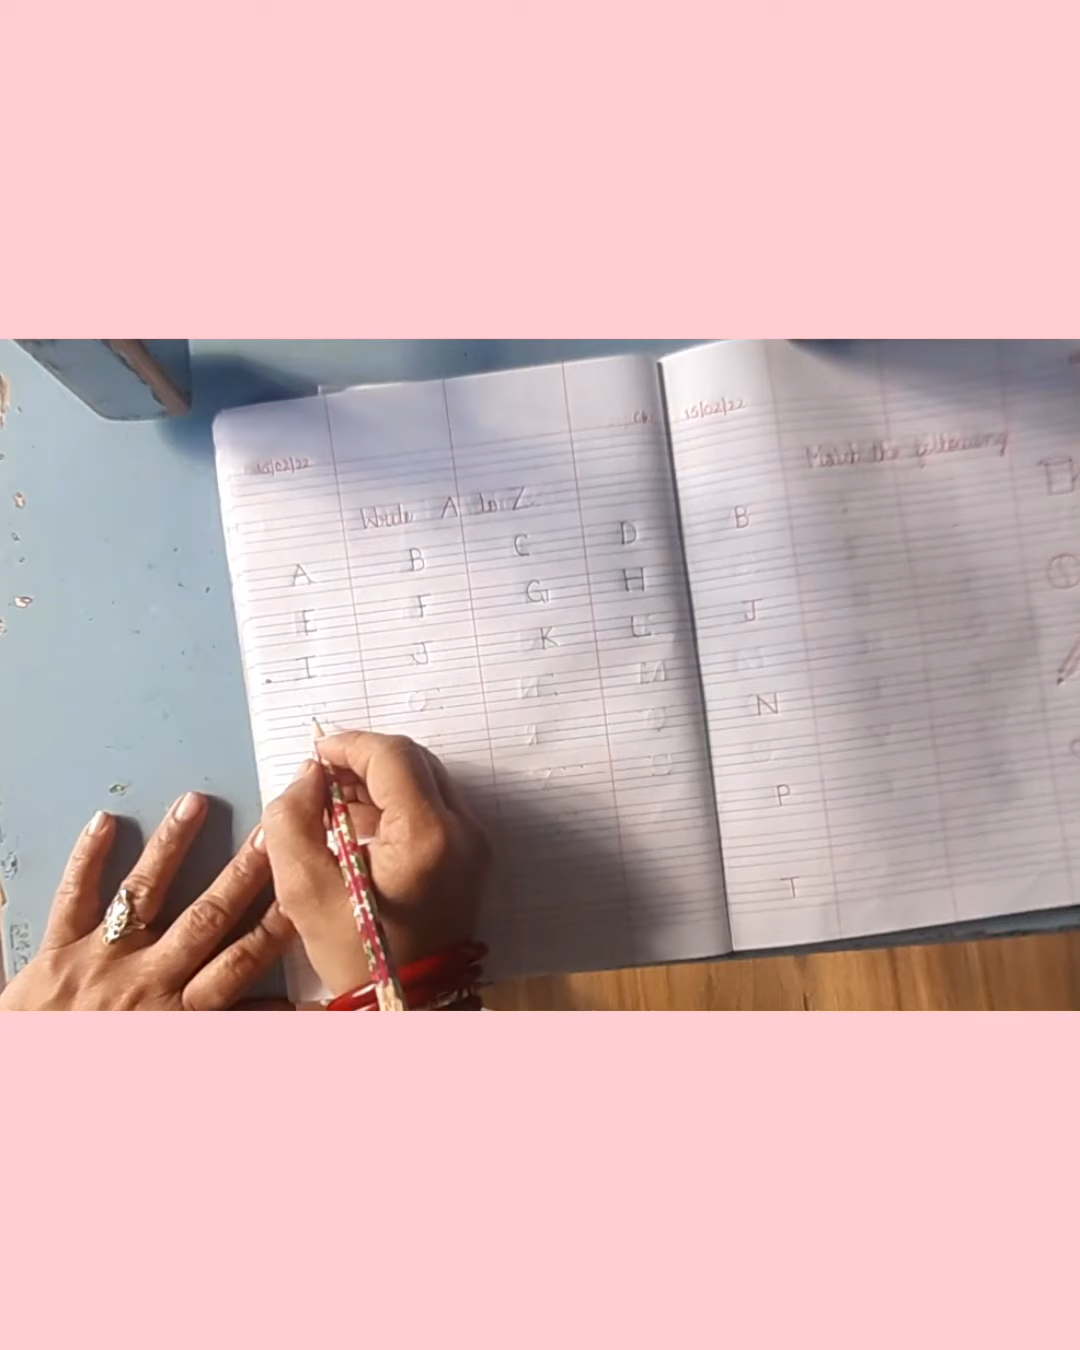 15/02/22
Write A to Z.
A B C D
E F G H
I J K L
15/02/22
Match the following
B
J
N
P
T